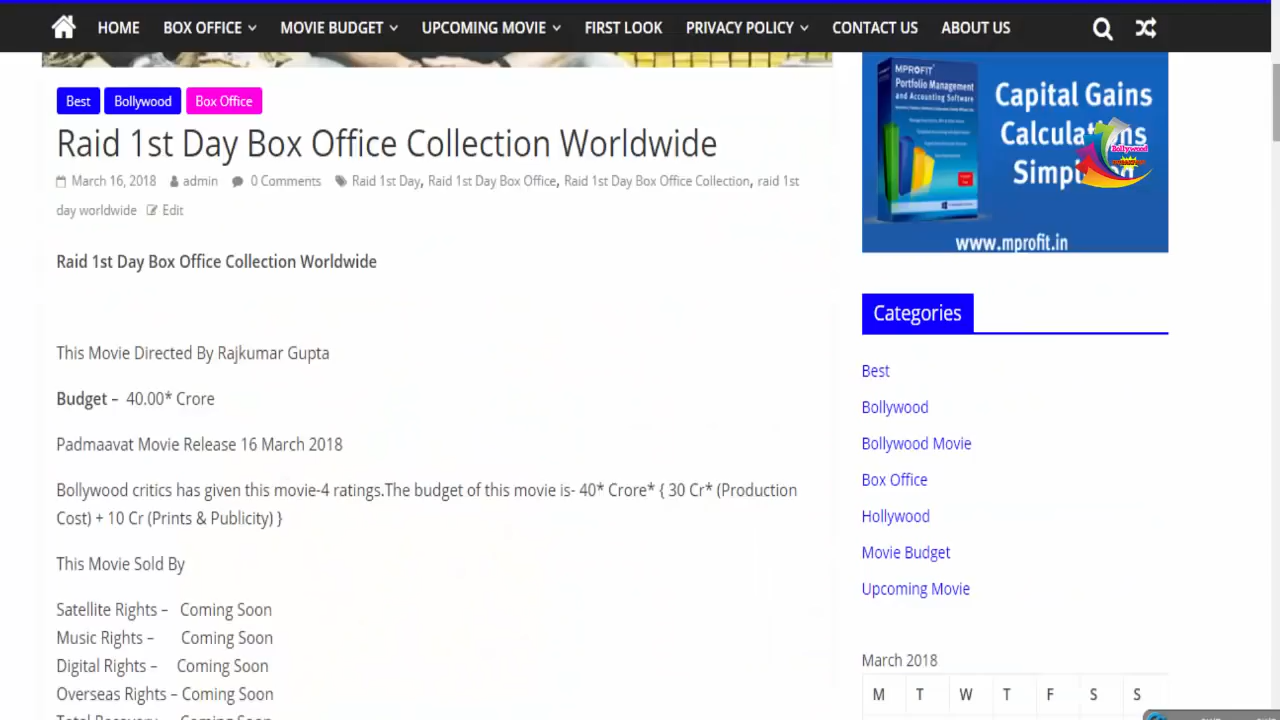 HOME BOX OFFICE MOVIE BUDGET UPCOMING MOVIE FIRST LOOK PRIVACY POLICY CONTACT US ABOUT US
Best Bollywood Box Office
Raid 1st Day Box Office Collection Worldwide
March 16, 2018 admin 0 Comments Raid 1st Day, Raid 1st Day Box Office, Raid 1st Day Box Office Collection, raid 1st
day worldwide Edit
Raid 1st Day Box Office Collection Worldwide
This Movie Directed By Rajkumar Gupta
Budget – 40.00* Crore
Padmaavat Movie Release 16 March 2018
Bollywood critics has given this movie-4 ratings.The budget of this movie is- 40* Crore* { 30 Cr* (Production
Cost) + 10 Cr (Prints & Publicity) }
This Movie Sold By
Satellite Rights – Coming Soon
Music Rights – Coming Soon
Digital Rights – Coming Soon
Overseas Rights – Coming Soon
MPROFIT
Portfolio Management
and Accounting Software
Capital Gains
Bollywood
www.mprofit.in
Categories
Best
Bollywood
Bollywood Movie
Box Office
Hollywood
Movie Budget
Upcoming Movie
March 2018
M T W T F S S